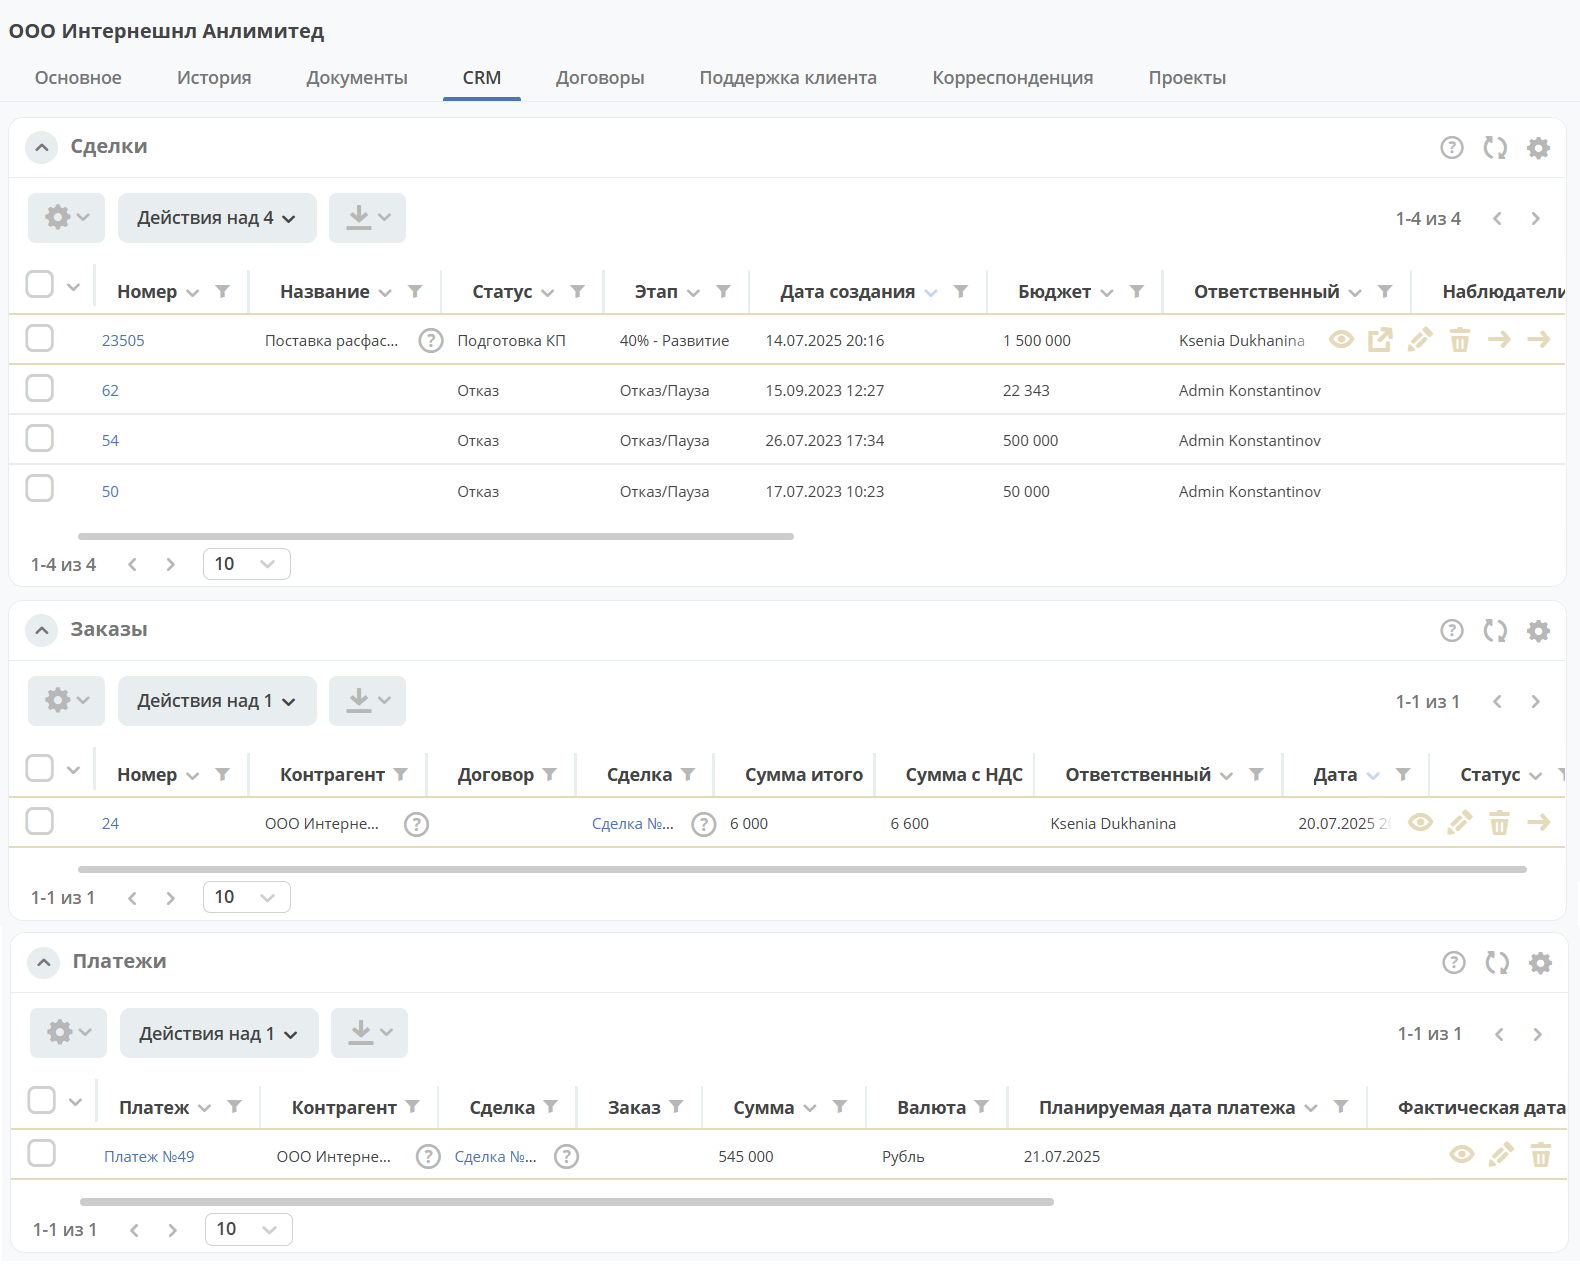 ООО Интернешнл Анлимитед
Основное История Документы CRM Договоры Поддержка клиента Корреспонденция Проекты
Сделки
Действия над 4 1-4 из 4
Номер Название Статус Этап Дата создания Бюджет Ответственный Наблюдатели
23505 Поставка расфас... Подготовка КП 40% - Развитие 14.07.2025 20:16 1 500 000 Ksenia Dukhanina
62 Отказ Отказ/Пауза 15.09.2023 12:27 22 343 Admin Konstantinov
54 Отказ Отказ/Пауза 26.07.2023 17:34 500 000 Admin Konstantinov
50 Отказ Отказ/Пауза 17.07.2023 10:23 50 000 Admin Konstantinov
1-4 из 4 10
Заказы
Действия над 1 1-1 из 1
Номер Контрагент Договор Сделка Сумма итого Сумма с НДС Ответственный Дата Статус
24 ООО Интерне... Сделка №... 6 000 6 600 Ksenia Dukhanina 20.07.2025
1-1 из 1 10
Платежи
Действия над 1 1-1 из 1
Платеж Контрагент Сделка Заказ Сумма Валюта Планируемая дата платежа Фактическая дата
Платеж №49 ООО Интерне... Сделка №... 545 000 Рубль 21.07.2025
1-1 из 1 10